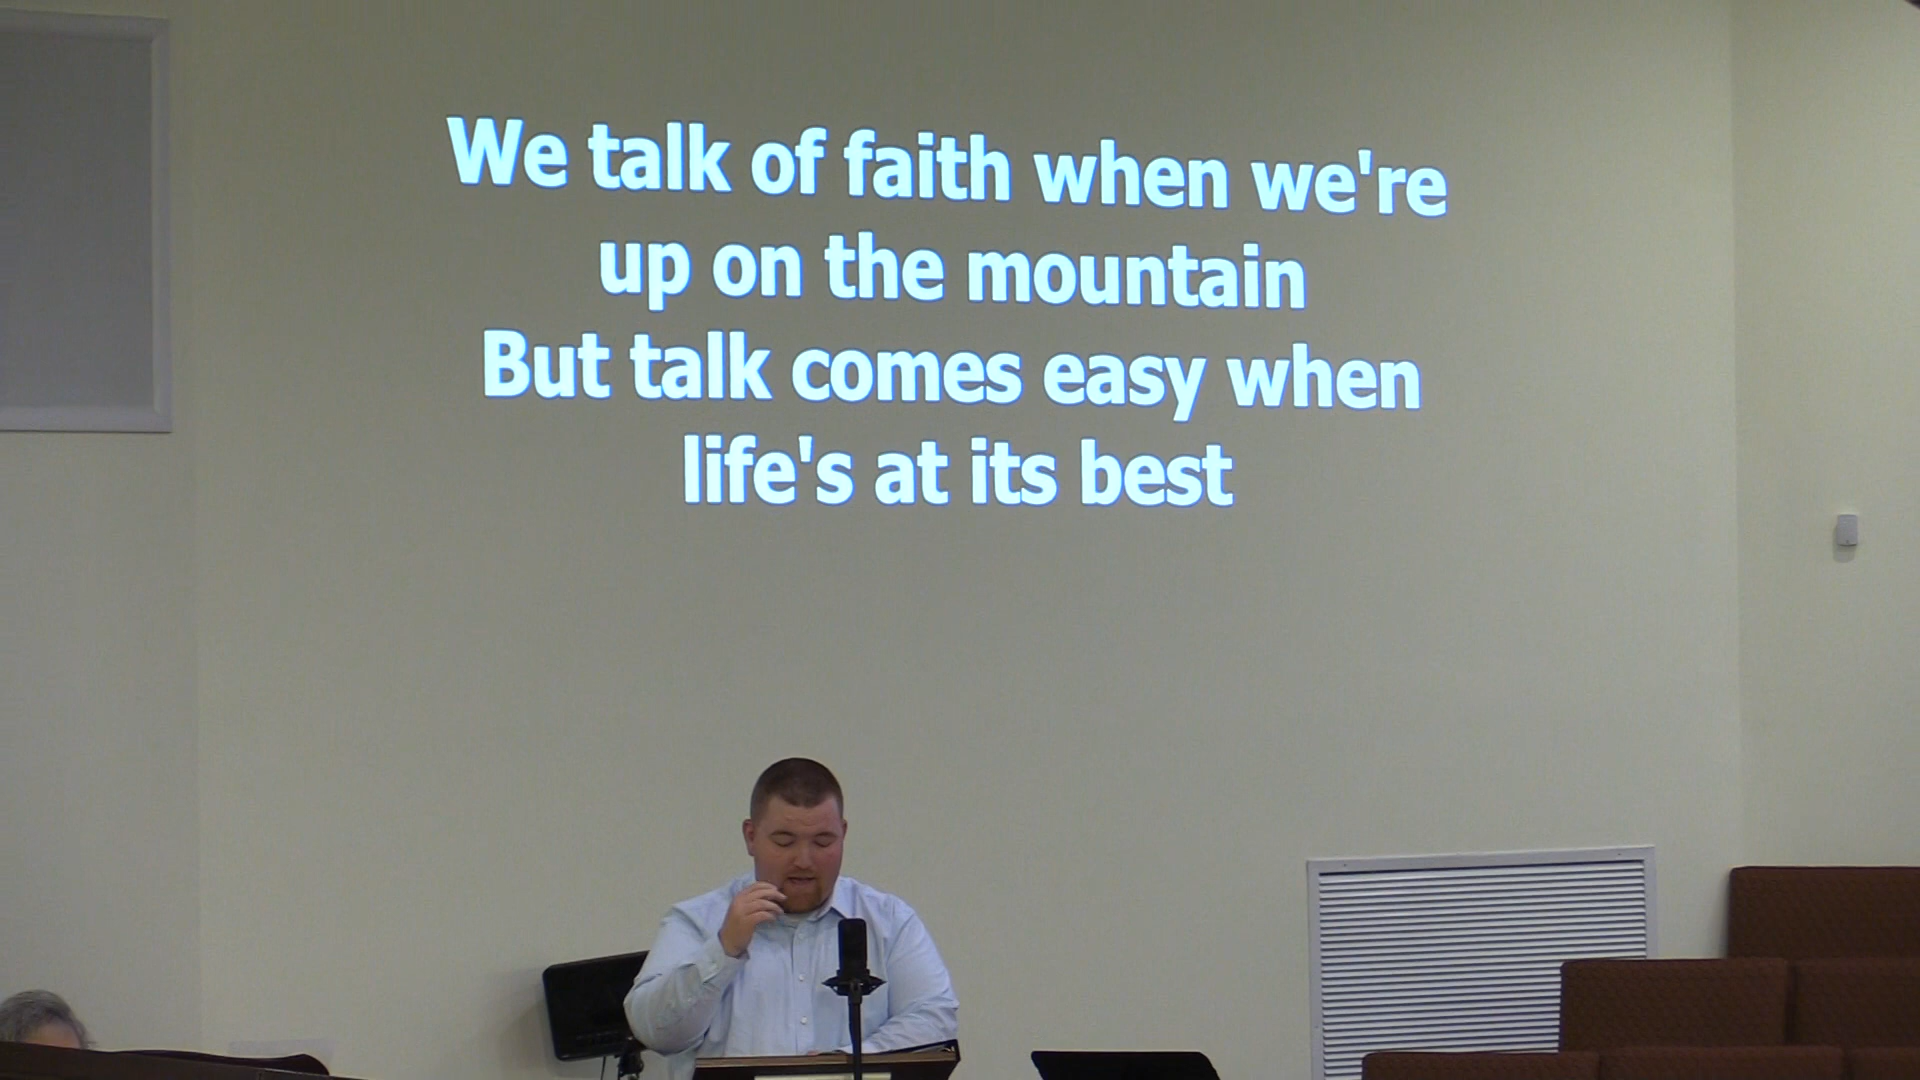 We talk of faith when we're
up on the mountain
But talk comes easy when
life's at its best